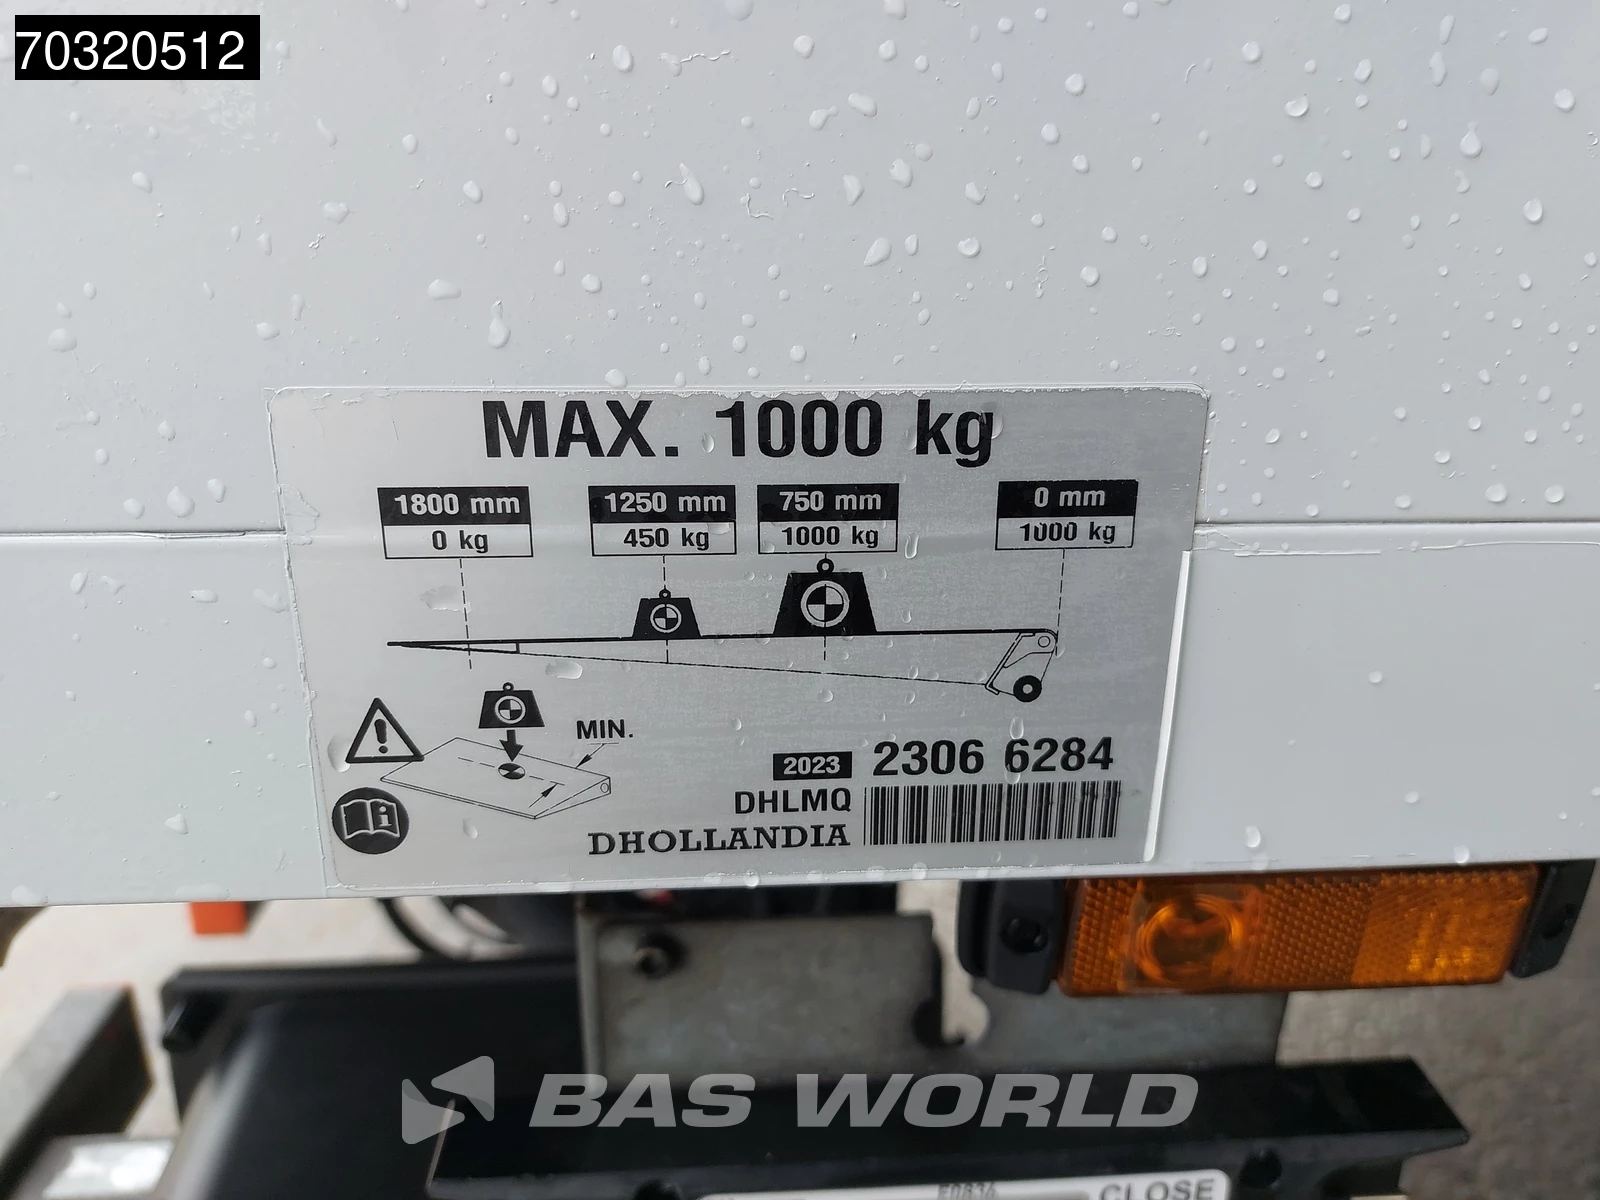 70320512
MAX. 1000 kg
1800 mm 1250 mm 750 mm 0 mm
0 kg 450 kg 1000 kg 1000 kg
MIN.
2023 2306 6284
DHLMQ
DHOLLANDIA
BAS WORLD
CLOSE